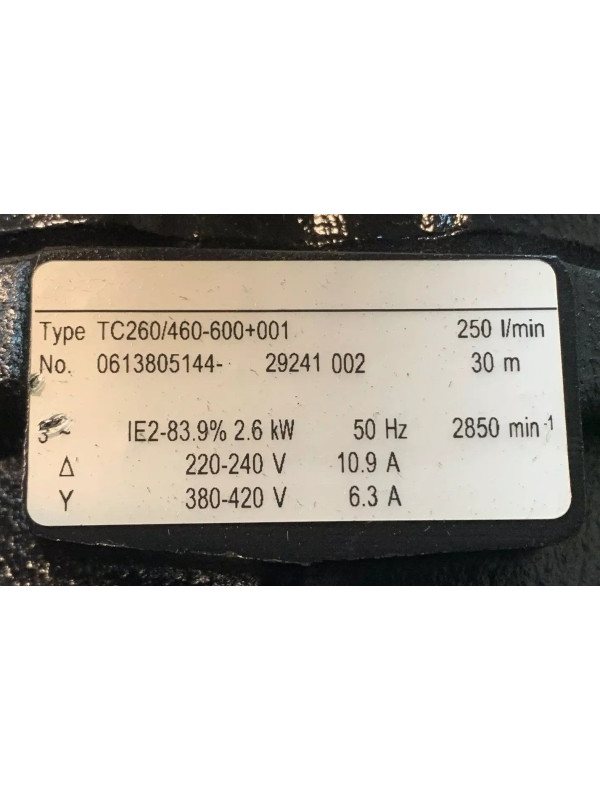 Type TC260/460-600+001 250 l/min
No. 0613805144- 29241 002 30 m
3~ IE2-83.9% 2.6 kW 50 Hz 2850 min-1
Δ 220-240 V 10.9 A
Y 380-420 V 6.3 A